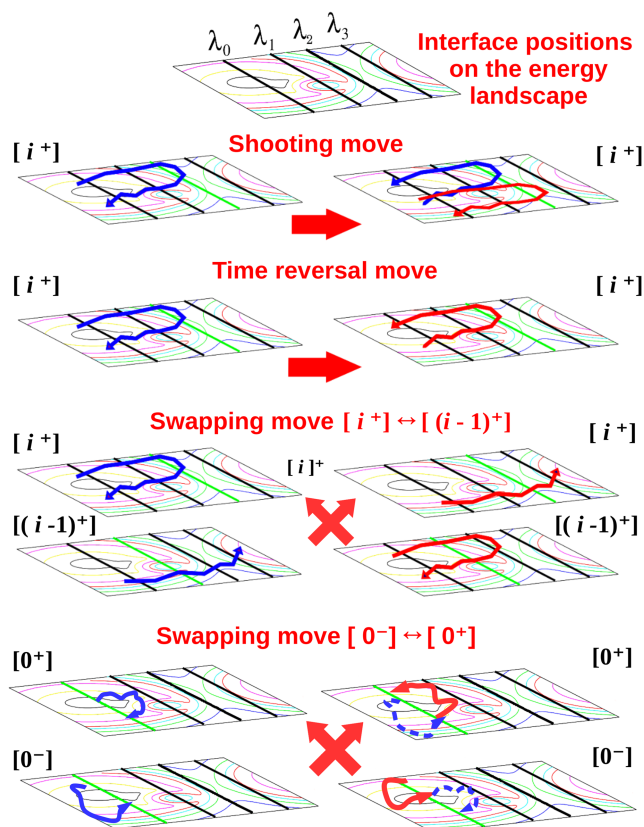 λ₀ λ₁ λ₂ λ₃
Interface positions
on the energy
landscape
[ i ⁺]
Shooting move
[ i ⁺]
[ i ⁺]
Time reversal move
[ i ⁺]
Swapping move [ i ⁺] ↔ [ (i - 1)⁺]
[ i ⁺]
[ i ]⁺
[ i ⁺]
[( i -1)⁺]
[( i -1)⁺]
Swapping move [ 0⁻] ↔ [ 0⁺]
[0⁺]
[0⁺]
[0⁻]
[0⁻]